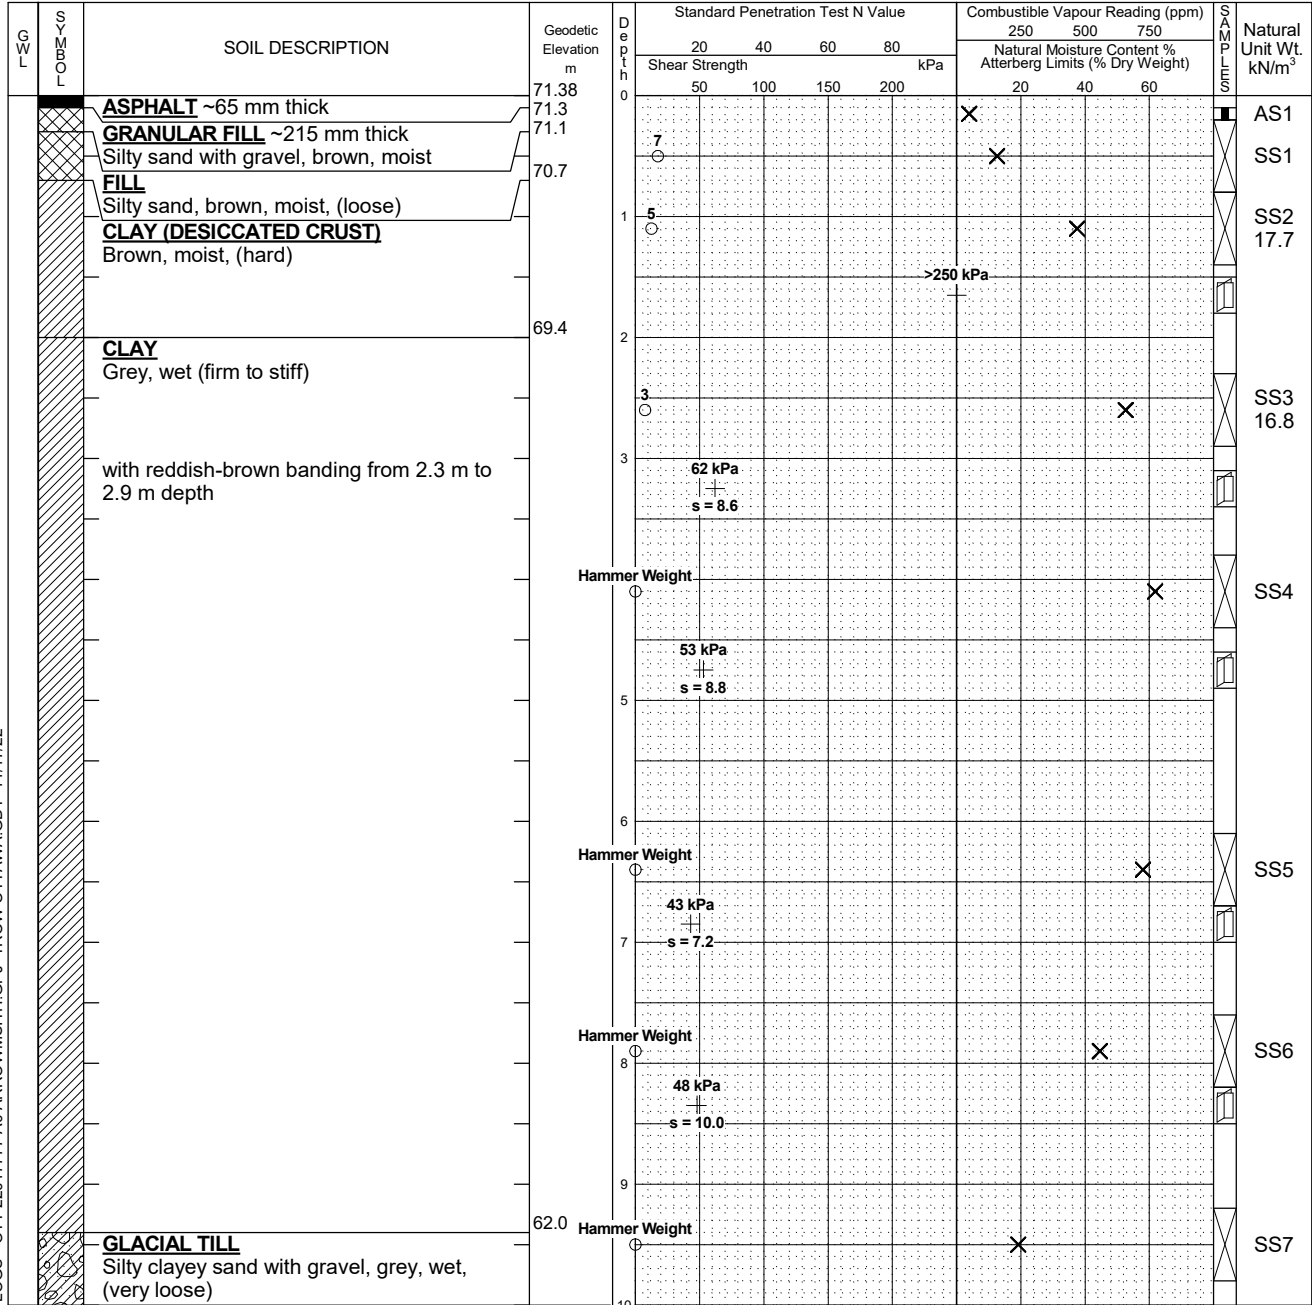 GWL
SYMBOL
SOIL DESCRIPTION
Geodetic
Elevation
m
Depth
Standard Penetration Test N Value
20 40 60 80
Shear Strength kPa
50 100 150 200
Combustible Vapour Reading (ppm)
250 500 750
Natural Moisture Content %
Atterberg Limits (% Dry Weight)
20 40 60
SAMPLES
Natural
Unit Wt.
kN/m³
71.38
0
ASPHALT ~65 mm thick
71.3
AS1
GRANULAR FILL ~215 mm thick
71.1
Silty sand with gravel, brown, moist
7
SS1
70.7
FILL
Silty sand, brown, moist, (loose)
1
5
SS2
17.7
CLAY (DESICCATED CRUST)
Brown, moist, (hard)
>250 kPa
69.4
2
CLAY
Grey, wet (firm to stiff)
3
SS3
16.8
3
with reddish-brown banding from 2.3 m to
2.9 m depth
62 kPa
s = 8.6
Hammer Weight
SS4
53 kPa
s = 8.8
5
6
Hammer Weight
SS5
43 kPa
s = 7.2
7
Hammer Weight
SS6
8
48 kPa
s = 10.0
9
62.0
Hammer Weight
GLACIAL TILL
SS7
Silty clayey sand with gravel, grey, wet,
(very loose)
10